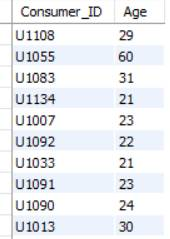 Consumer_ID Age
U1108 29
U1055 60
U1083 31
U1134 21
U1007 23
U1092 22
U1033 21
U1091 23
U1090 24
U1013 30